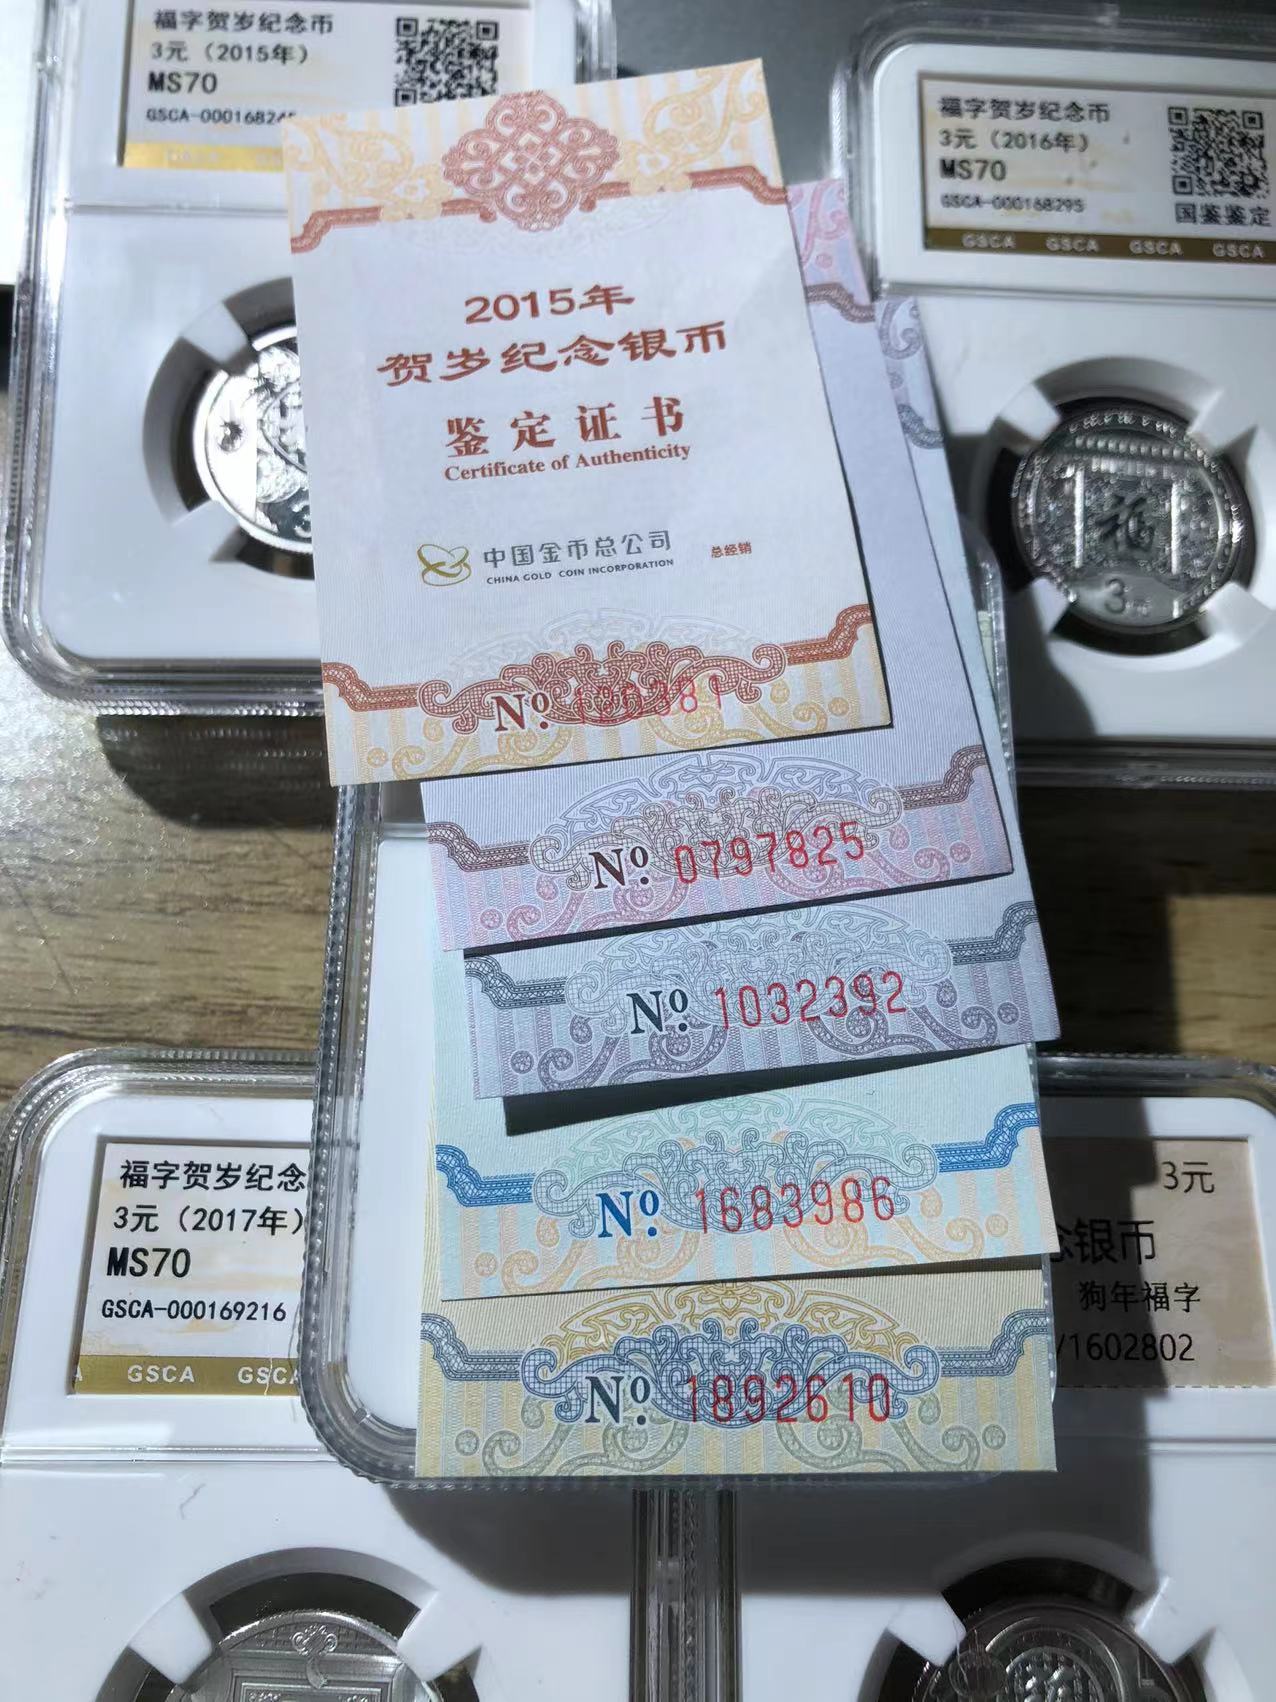 福字贺岁纪念币
3元（2015年）
MS70
福字贺岁纪念币
3元（2016年）
MS70
GSCA-000168295
国鉴鉴定
GSCA GSCA GSCA GSCA
2015年
贺岁纪念银币
鉴定证书
Certificate of Authenticity
中国金币总公司
CHINA GOLD COIN INCORPORATION
总经销
福
3元
№
№ 0797825
№ 1032392
№ 1683986
№ 1892610
福字贺岁纪念
3元（2017年）
MS70
GSCA-000169216
GSCA
3元
银币
狗年福字
/1602802